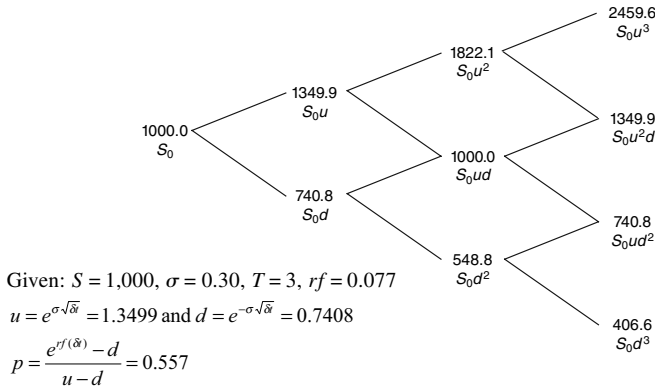 2459.6
S₀u³
1822.1
S₀u²
1349.9
S₀u
1349.9
S₀u²d
1000.0
S₀
1000.0
S₀ud
740.8
S₀d
740.8
S₀ud²
548.8
S₀d²
406.6
S₀d³
Given: S = 1,000, σ = 0.30, T = 3, rf = 0.077
u = e^{σ√δt} = 1.3499 and d = e^{−σ√δt} = 0.7408
p = \frac{e^{rf(δt)} − d}{u − d} = 0.557